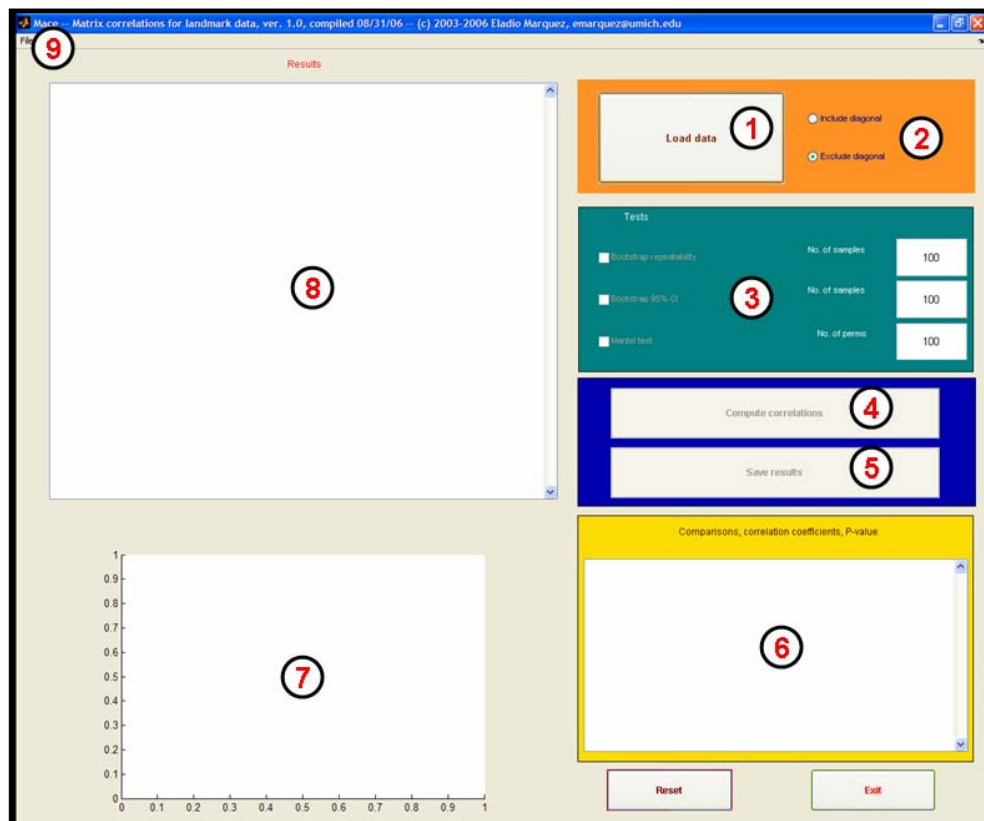 Mace -- Matrix correlations for landmark data, ver. 1.0, compiled 08/31/06 -- (c) 2003-2006 Eladio Marquez, emarquez@umich.edu
9
Results
Load data
1
Include diagonal
Exclude diagonal
2
Tests
Bootstrap repeatability
No. of samples
100
Bootstrap 95% CI
No. of samples
100
Mantel test
No. of perms
100
3
Compute correlations
4
Save results
5
8
Comparisons, correlation coefficients, P-value
6
1
0.9
0.8
0.7
0.6
0.5
0.4
0.3
0.2
0.1
0
7
0 0.1 0.2 0.3 0.4 0.5 0.6 0.7 0.8 0.9 1
Reset
Exit